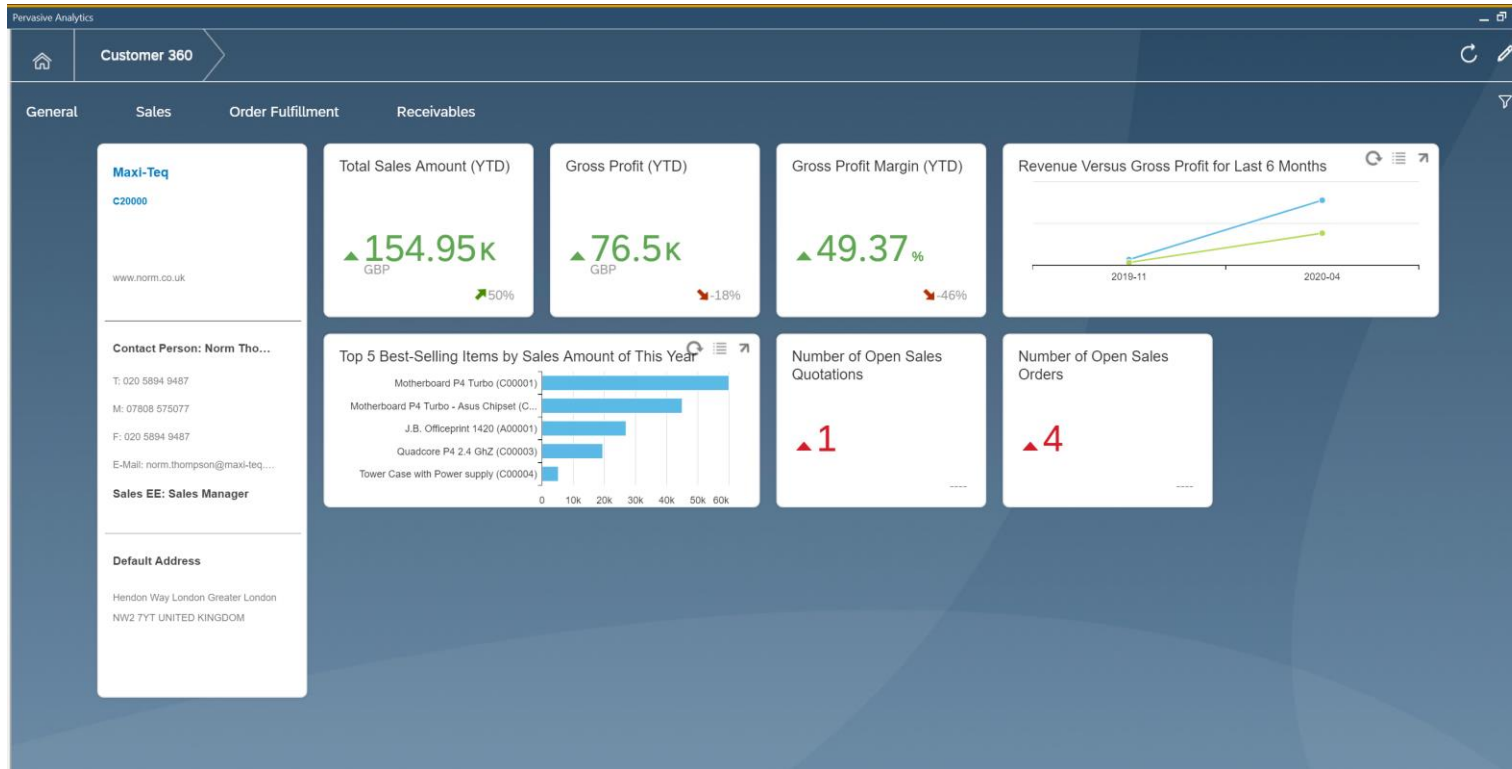 Pervasive Analytics
Customer 360
General Sales Order Fulfillment Receivables
Maxi-Teq
C20000
www.norm.co.uk
Contact Person: Norm Tho...
T: 020 5894 9487
M: 07808 575077
F: 020 5894 9487
E-Mail: norm.thompson@maxi-teq....
Sales EE: Sales Manager
Default Address
Hendon Way London Greater London
NW2 7YT UNITED KINGDOM
Total Sales Amount (YTD)
154.95K
GBP
50%
Gross Profit (YTD)
76.5K
GBP
-18%
Gross Profit Margin (YTD)
49.37 %
-46%
Revenue Versus Gross Profit for Last 6 Months
2019-11 2020-04
Top 5 Best-Selling Items by Sales Amount of This Year
Motherboard P4 Turbo (C00001)
Motherboard P4 Turbo - Asus Chipset (C...
J.B. Officeprint 1420 (A00001)
Quadcore P4 2.4 GhZ (C00003)
Tower Case with Power supply (C00004)
0 10k 20k 30k 40k 50k 60k
Number of Open Sales
Quotations
1
----
Number of Open Sales
Orders
4
----